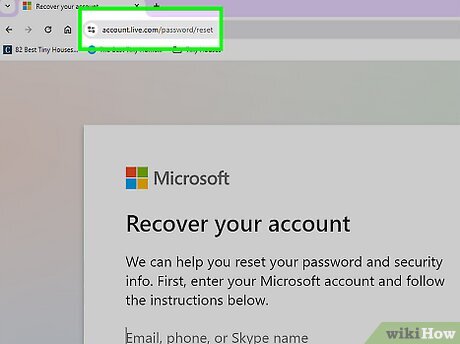 Recover your account
account.live.com/password/reset
82 Best Tiny Houses...
Tiny Houses
Microsoft
Recover your account
We can help you reset your password and security
info. First, enter your Microsoft account and follow
the instructions below.
Email, phone, or Skype name
wikiHow